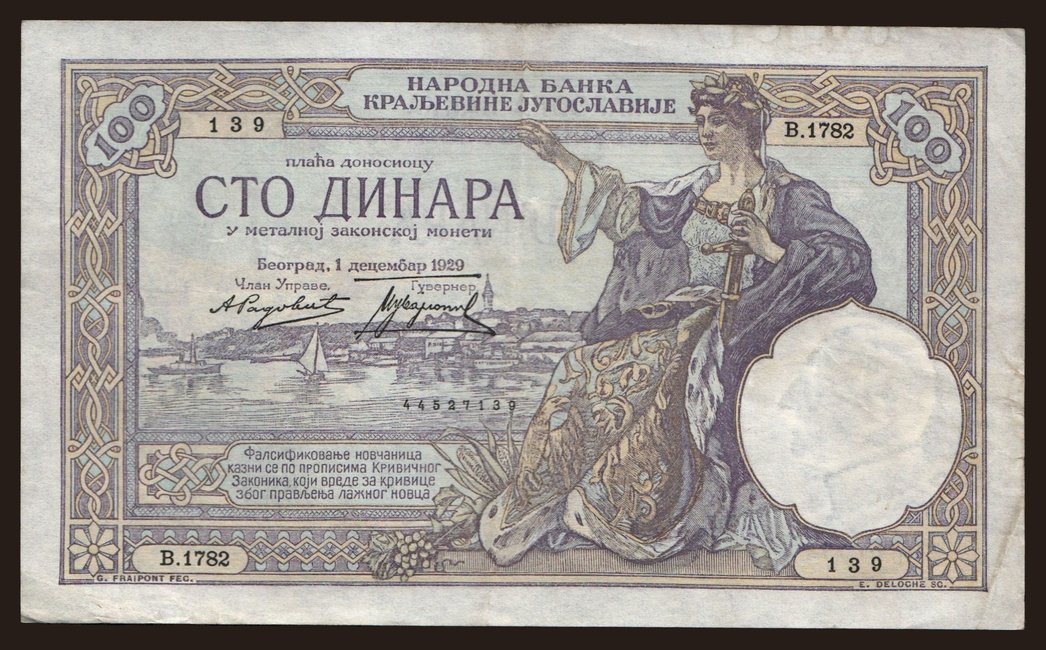 НАРОДНА БАНКА
КРАЉЕВИНЕ ЈУГОСЛАВИЈЕ
100
139
В.1782
100
плаћа доносиоцу
СТО ДИНАРА
у металној законској монети
Београд, 1 децембар 1929
Члан Управе, Гувернер,
А Радовић
44527139
Фалсификовање новчаница
казни се по прописима Кривичног
Законика, који вреде за кривице
због прављења лажног новца
В.1782
139
G. FRAIPONT FEC.
E. DELOCHE SC.